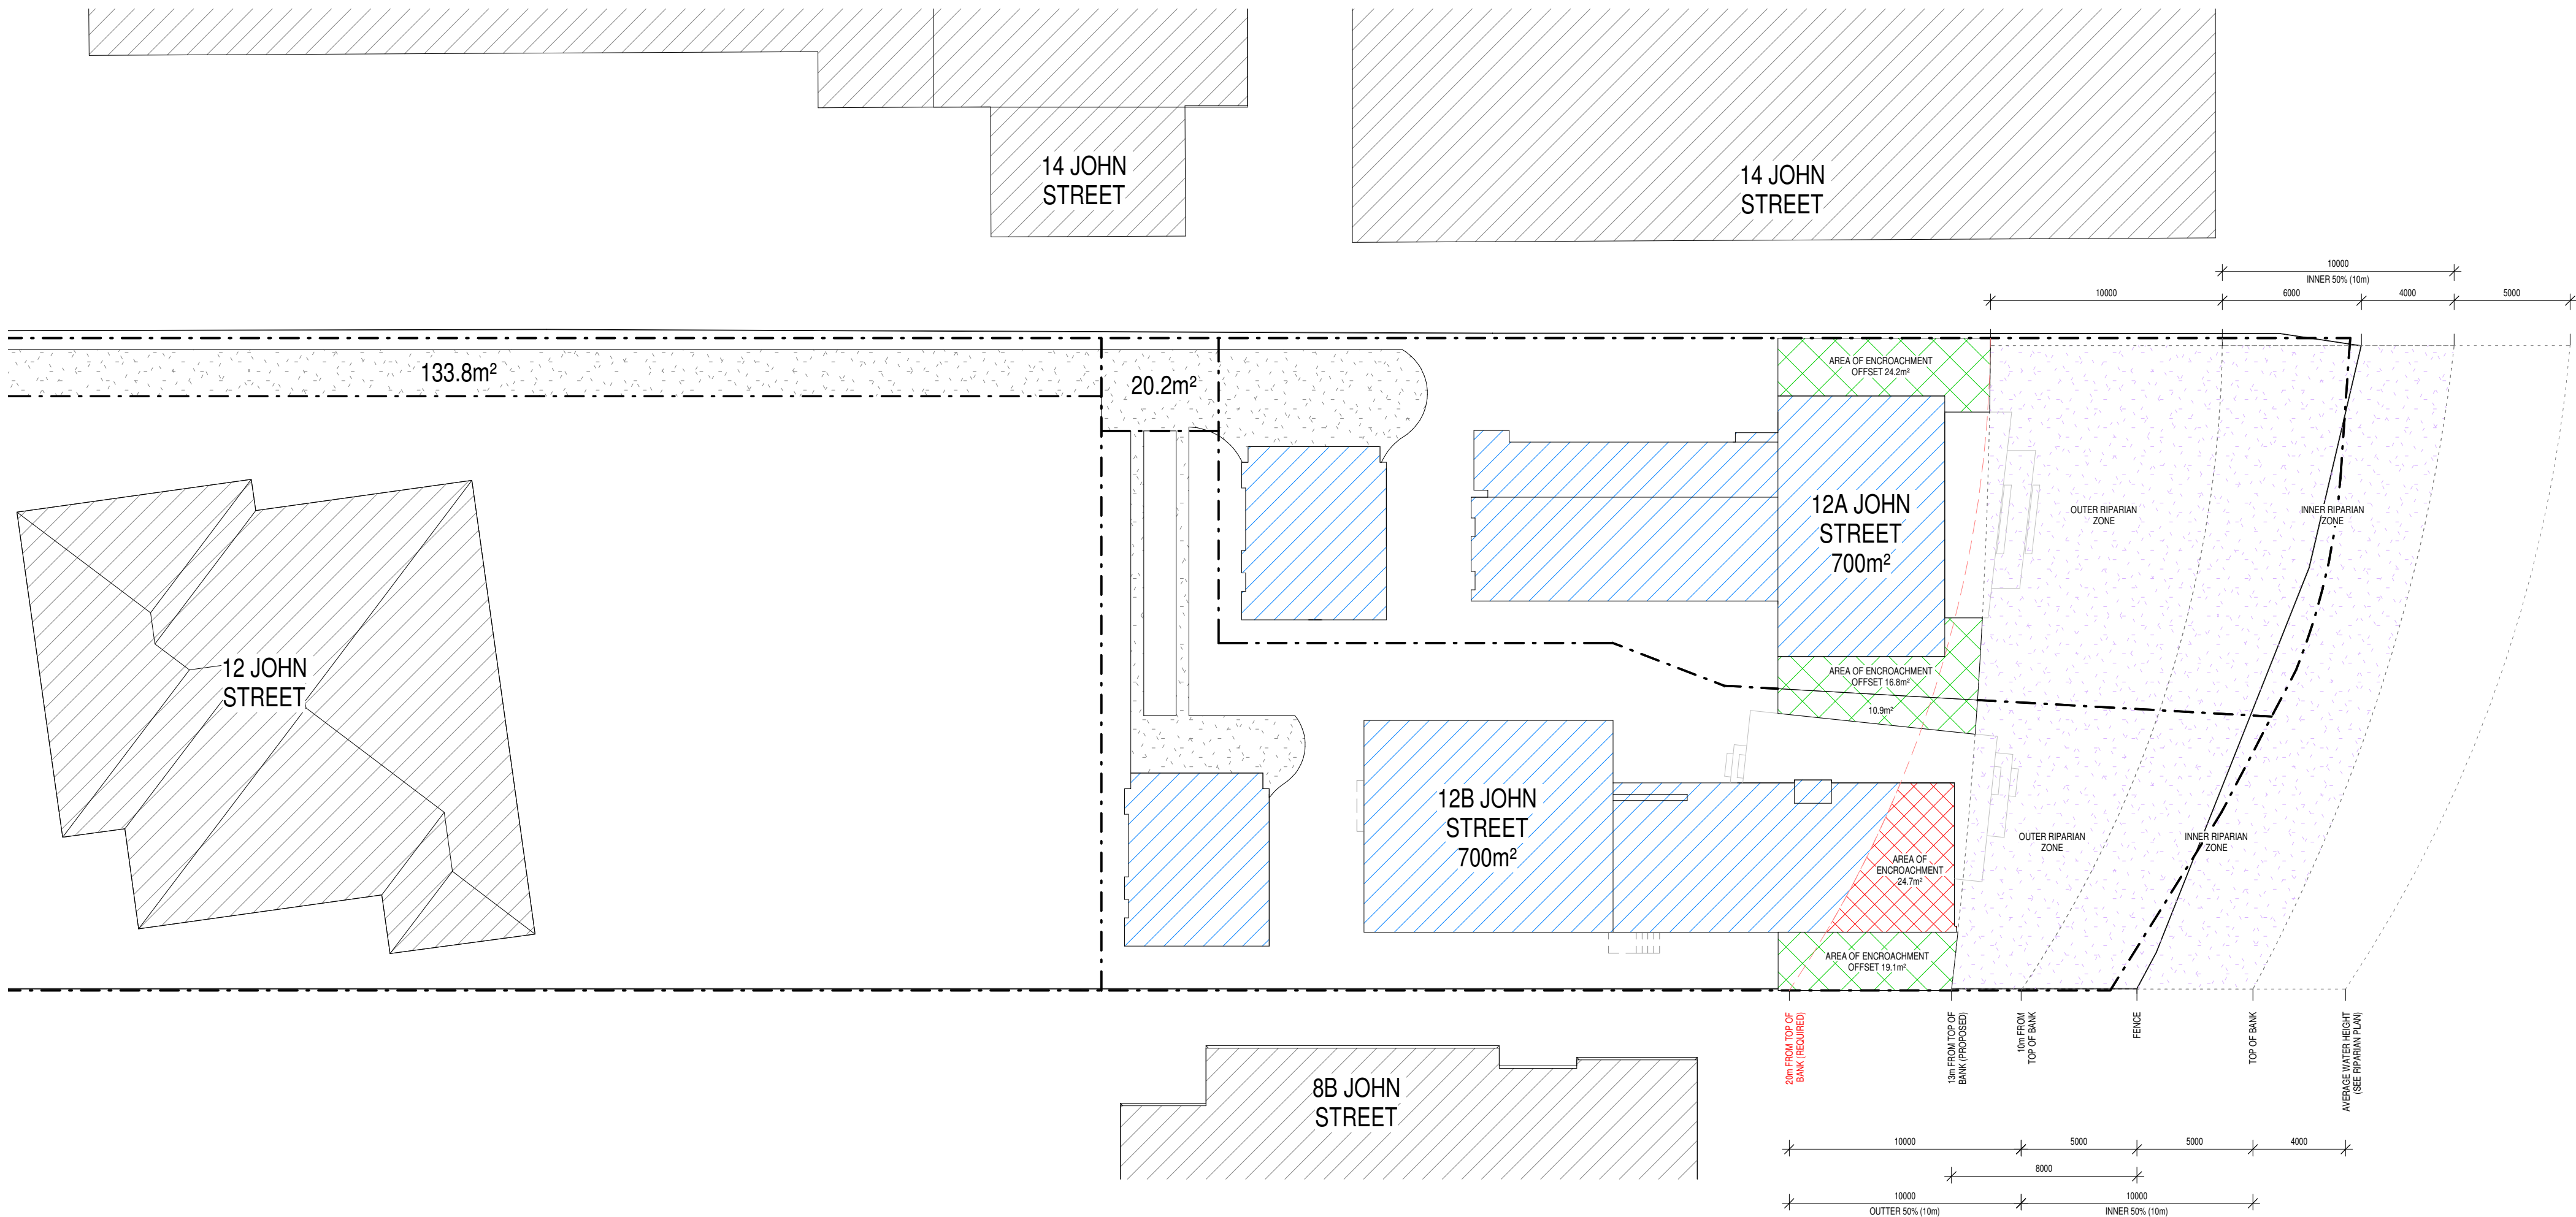 14 JOHN
STREET
14 JOHN
STREET
10000
INNER 50% (10m)
10000
6000
4000
5000
133.8m²
20.2m²
AREA OF ENCROACHMENT
OFFSET 24.2m²
12A JOHN
STREET
700m²
OUTER RIPARIAN
ZONE
INNER RIPARIAN
ZONE
12 JOHN
STREET
AREA OF ENCROACHMENT
OFFSET 16.8m²
10.9m²
12B JOHN
STREET
700m²
OUTER RIPARIAN
ZONE
INNER RIPARIAN
ZONE
AREA OF
ENCROACHMENT
24.7m²
AREA OF ENCROACHMENT
OFFSET 19.1m²
8B JOHN
STREET
20m FROM TOP OF
BANK (REQUIRED)
13m FROM TOP OF
BANK (PROPOSED)
10m FROM
TOP OF BANK
FENCE
TOP OF BANK
AVERAGE WATER HEIGHT
(SEE RIPARIAN PLAN)
10000
5000
5000
4000
8000
10000
OUTTER 50% (10m)
10000
INNER 50% (10m)